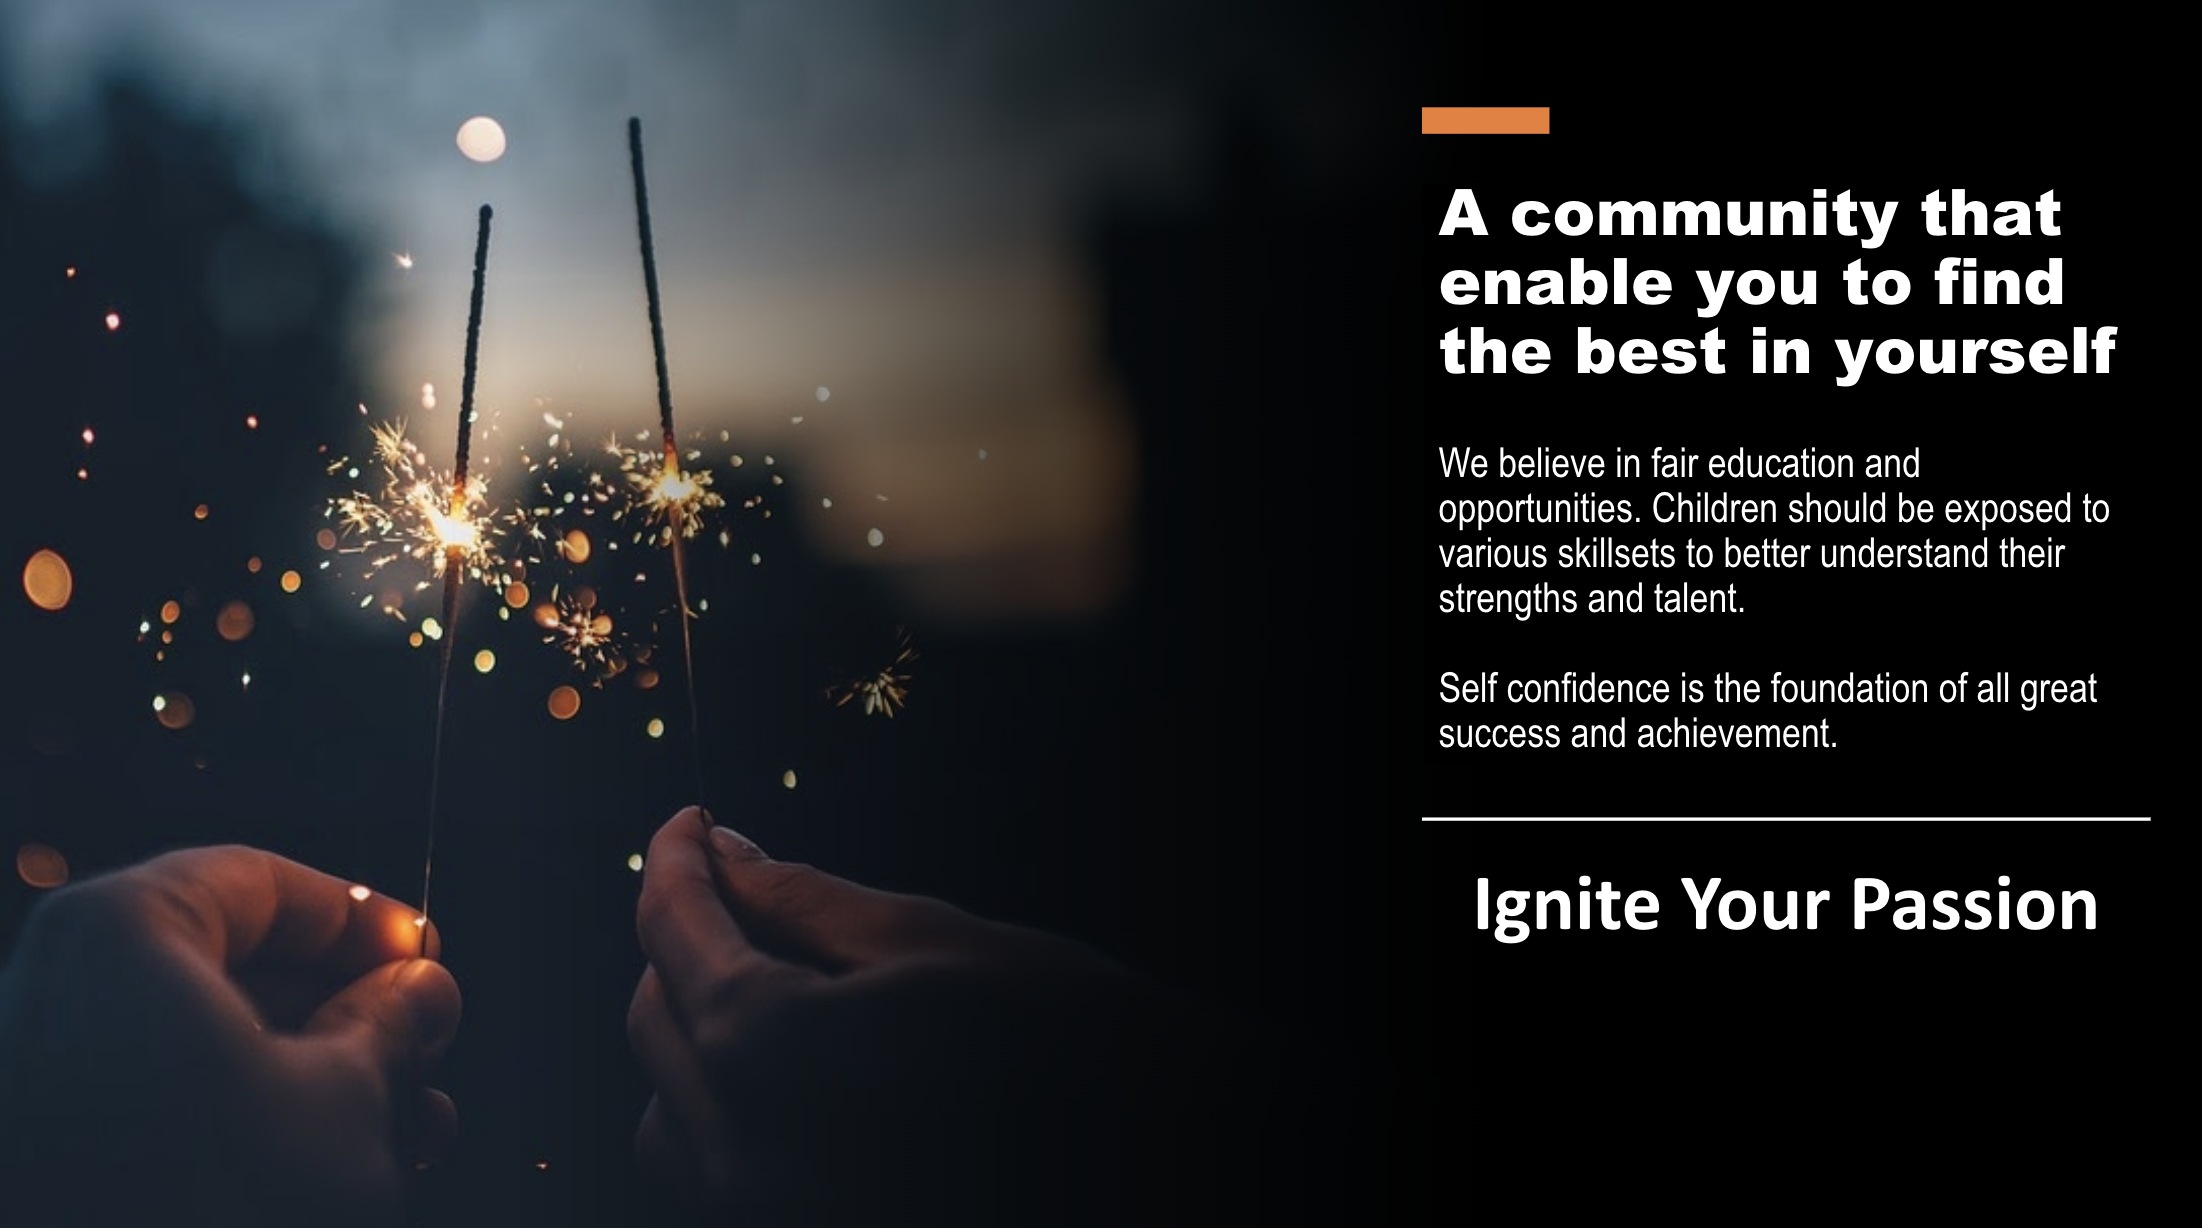 A community that
enable you to find
the best in yourself
We believe in fair education and
opportunities. Children should be exposed to
various skillsets to better understand their
strengths and talent.
Self confidence is the foundation of all great
success and achievement.
Ignite Your Passion